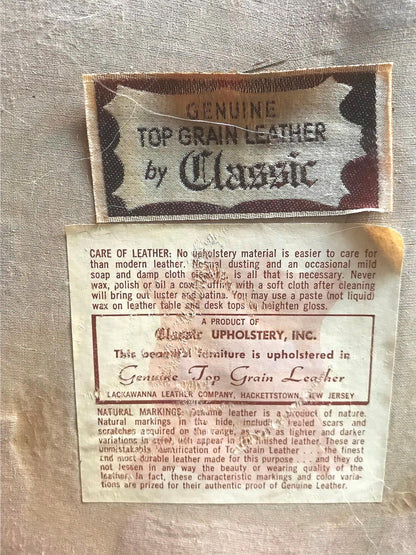 GENUINE
TOP GRAIN LEATHER
by Classic
CARE OF LEATHER: No upholstery material is easier to care for
than modern leather. Normal dusting and an occasional mild
soap and damp cloth cleaning, is all that is necessary. Never
wax, polish or oil a cover. Buffing with a soft cloth after cleaning
will bring out luster and patina. You may use a paste (not liquid)
wax on leather table and desk tops to heighten gloss.
A PRODUCT OF
Classic UPHOLSTERY, INC.
This beautiful furniture is upholstered in
Genuine Top Grain Leather
LACKAWANNA LEATHER COMPANY, HACKETTSTOWN, NEW JERSEY
NATURAL MARKINGS: Genuine leather is a product of nature.
Natural markings in the hide, including healed scars and
scratches acquired on the range, as well as lighter and darker
variations in color, will appear in the finished leather. These are
unmistakable identification of Top Grain Leather . . . the finest
and most durable leather made for this purpose . . . and they do
not lessen in any way the beauty or wearing quality of the
leather. In fact, these characteristic markings and color varia-
tions are prized for their authentic proof of Genuine Leather.